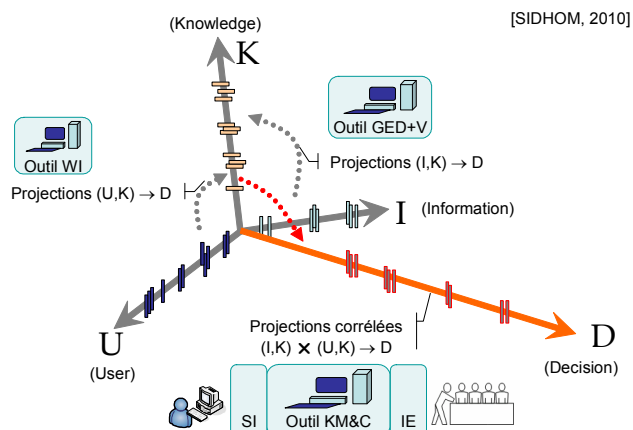 [SIDHOM, 2010]
(Knowledge)
K
Outil WI
Outil GED+V
Projections (U,K) → D
Projections (I,K) → D
I
(Information)
U
(User)
Projections corrélées
(I,K) × (U,K) → D
D
(Decision)
SI
Outil KM&C
IE